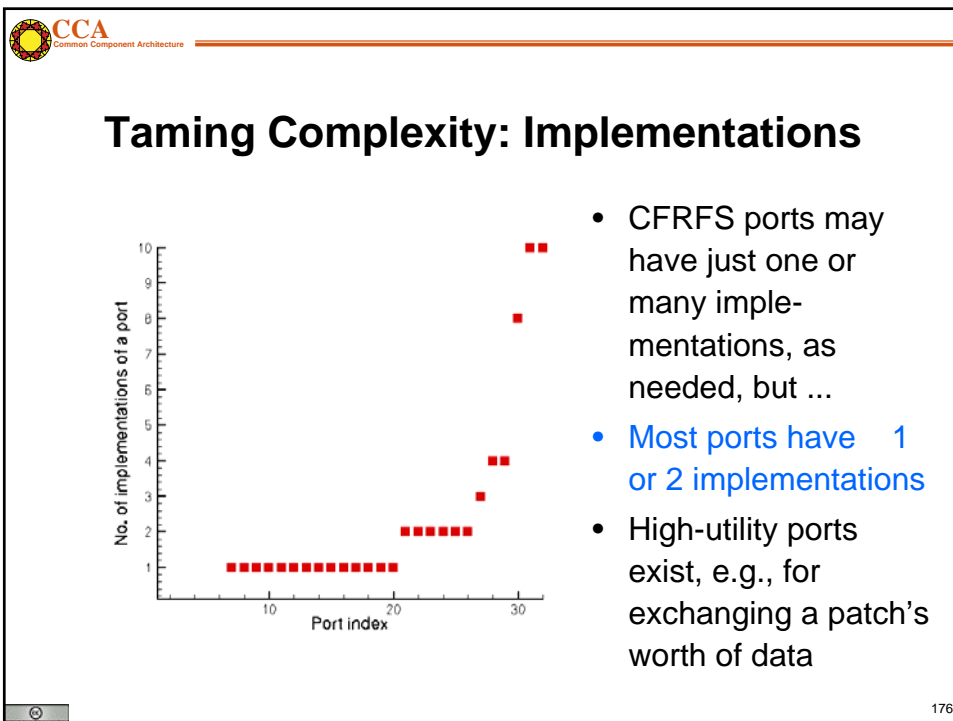 CCA
Common Component Architecture
Taming Complexity: Implementations
10
9
8
7
6
5
4
3
2
1
No. of implementations of a port
10
20
30
Port index
• CFRFS ports may
have just one or
many imple-
mentations, as
needed, but ...
• Most ports have 1
or 2 implementations
• High-utility ports
exist, e.g., for
exchanging a patch's
worth of data
cc
176